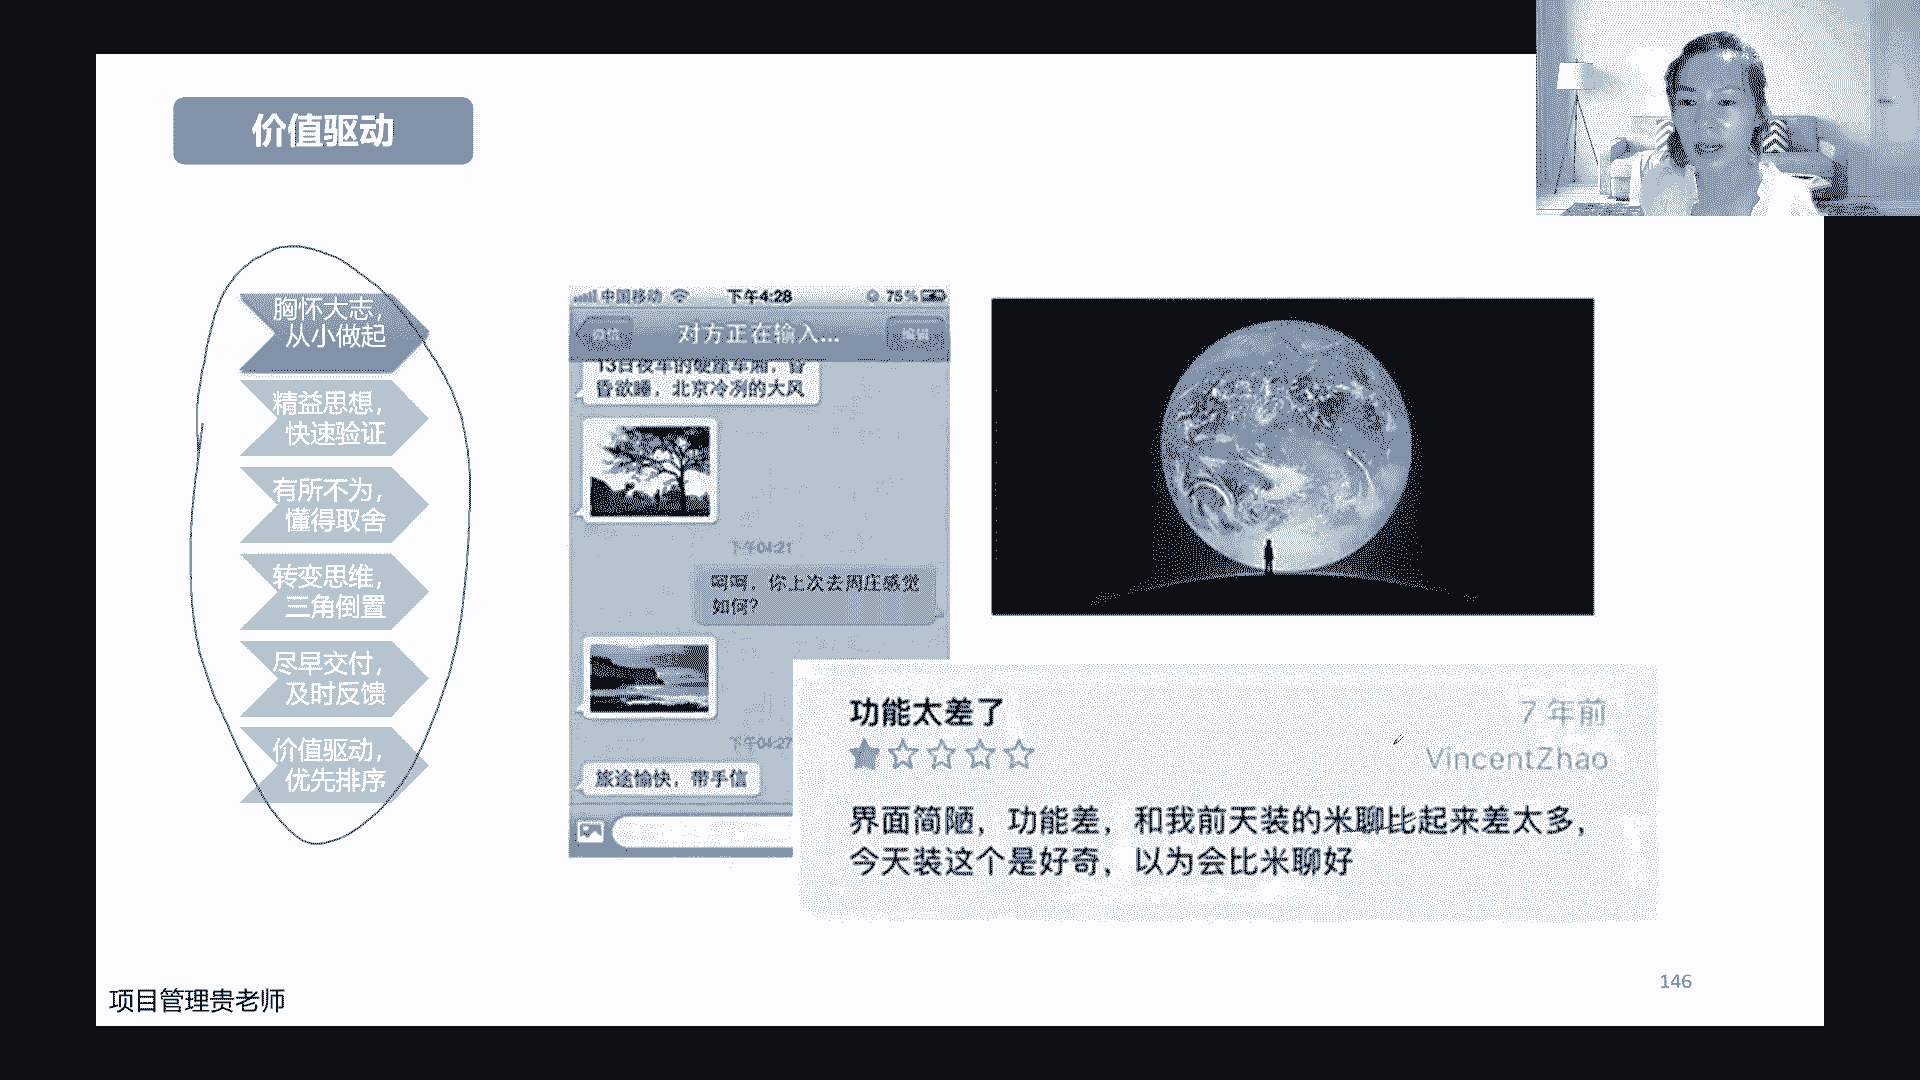 价值驱动
胸怀大志，
从小做起
精益思想，
快速验证
有所不为，
懂得取舍
转变思维，
三角倒置
尽早交付，
及时反馈
价值驱动，
优先排序
中国移动
下午4:28
75%
微信
对方正在输入...
编辑
13日夜车的硬座车厢，昏
昏欲睡，北京冷冽的大风
下午04:21
呵呵，你上次去周庄感觉
如何？
下午04:27
旅途愉快，带手信
功能太差了
7 年前
VincentZhao
界面简陋，功能差，和我前天装的米聊比起来差太多，
今天装这个是好奇，以为会比米聊好
146
项目管理贵老师